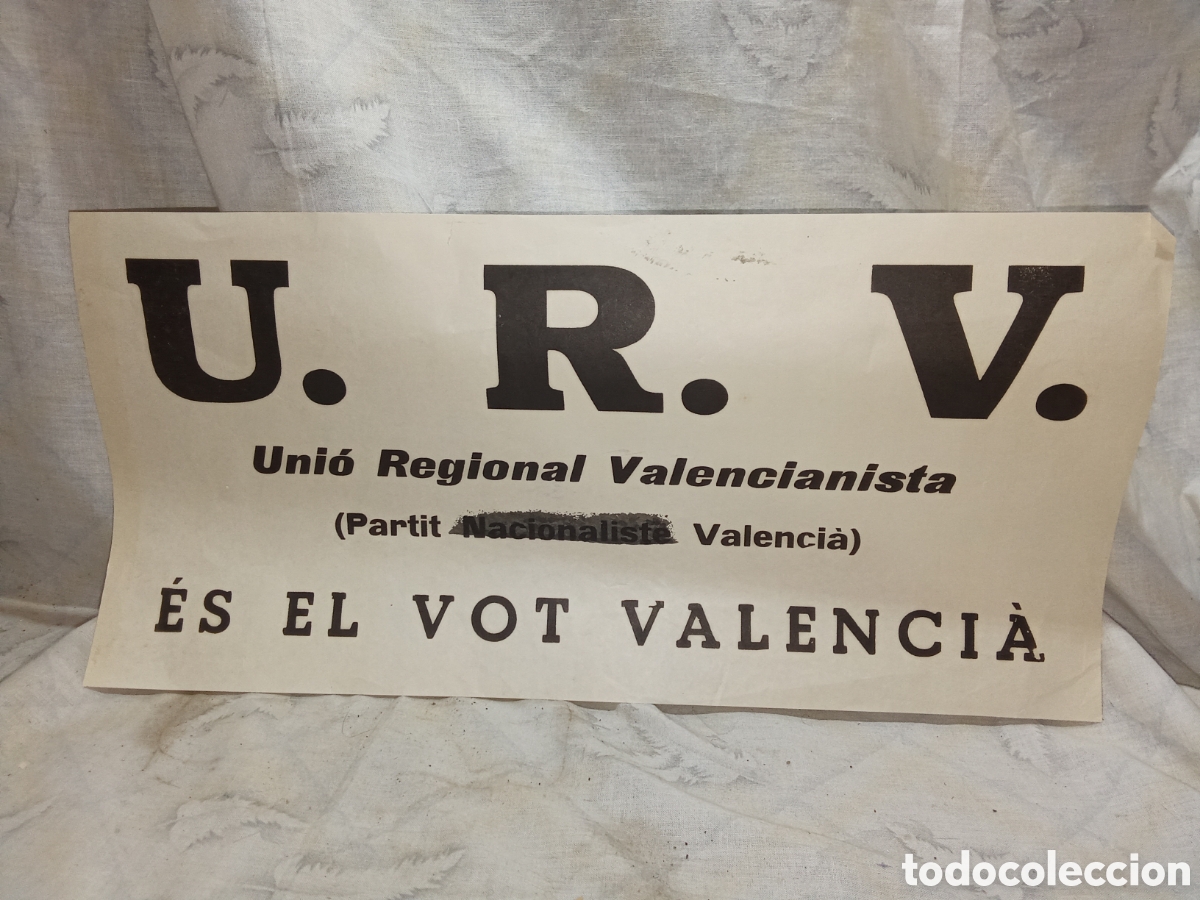 U. R. V.
Unió Regional Valencianista
(Partit Nacionaliste Valencià)
ÉS EL VOT VALENCIÀ
todocoleccion